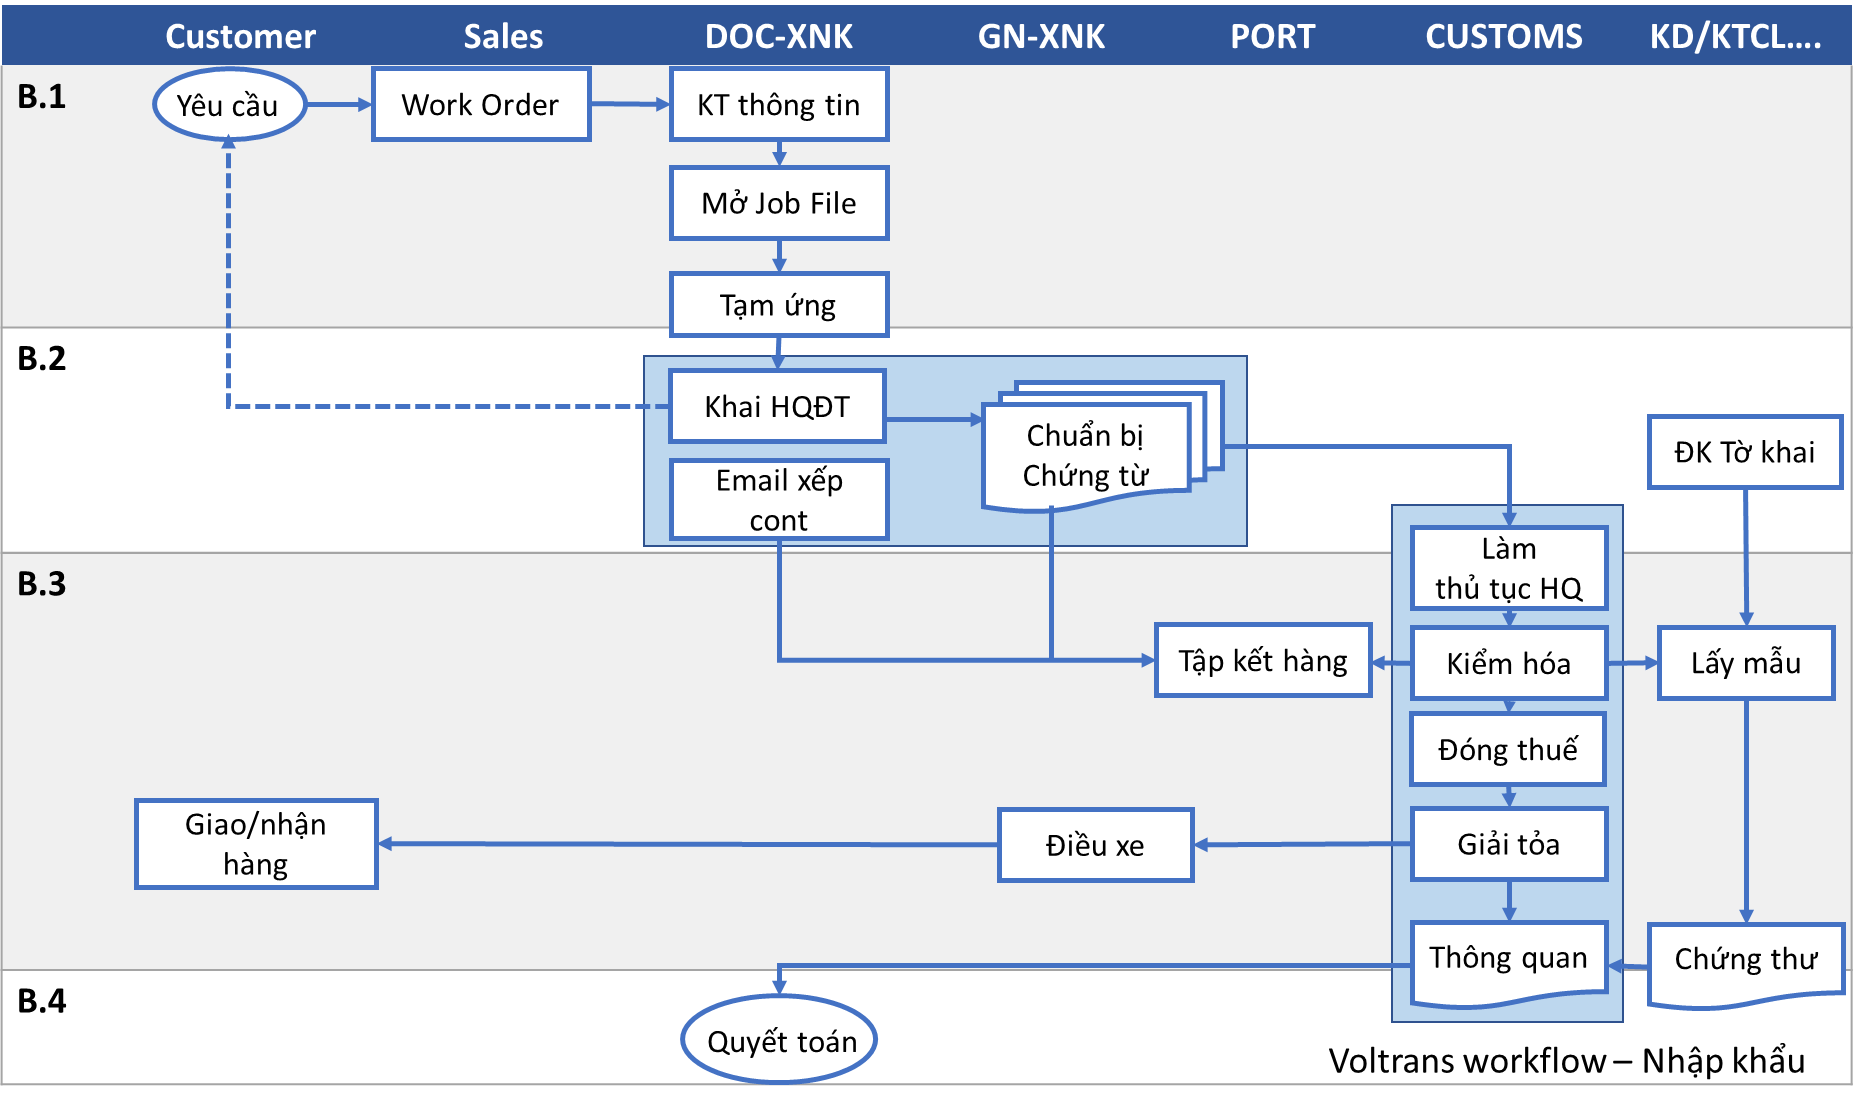 Customer Sales DOC-XNK GN-XNK PORT CUSTOMS KD/KTCL....
B.1
Yêu cầu
Work Order
KT thông tin
Mở Job File
Tạm ứng
B.2
Khai HQĐT
Chuẩn bị
Chứng từ
Email xếp
cont
ĐK Tờ khai
B.3
Làm
thủ tục HQ
Tập kết hàng
Kiểm hóa
Lấy mẫu
Đóng thuế
Giao/nhận
hàng
Điều xe
Giải tỏa
Thông quan
Chứng thư
B.4
Quyết toán
Voltrans workflow – Nhập khẩu